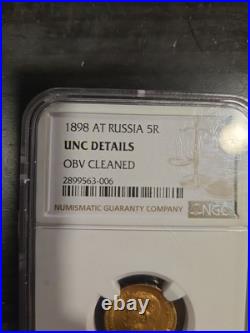 1898 AT RUSSIA 5R
UNC DETAILS
OBV CLEANED
2899563-006
NUMISMATIC GUARANTY COMPANY
NGC